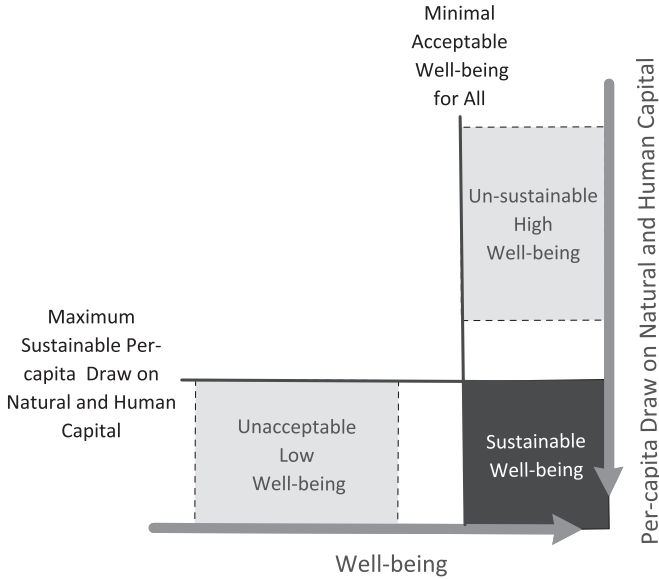 Minimal
Acceptable
Well-being
for All
Per-capita Draw on Natural and Human Capital
Un-sustainable
High
Well-being
Maximum
Sustainable Per-
capita Draw on
Natural and Human
Capital
Unacceptable
Low
Well-being
Sustainable
Well-being
Well-being